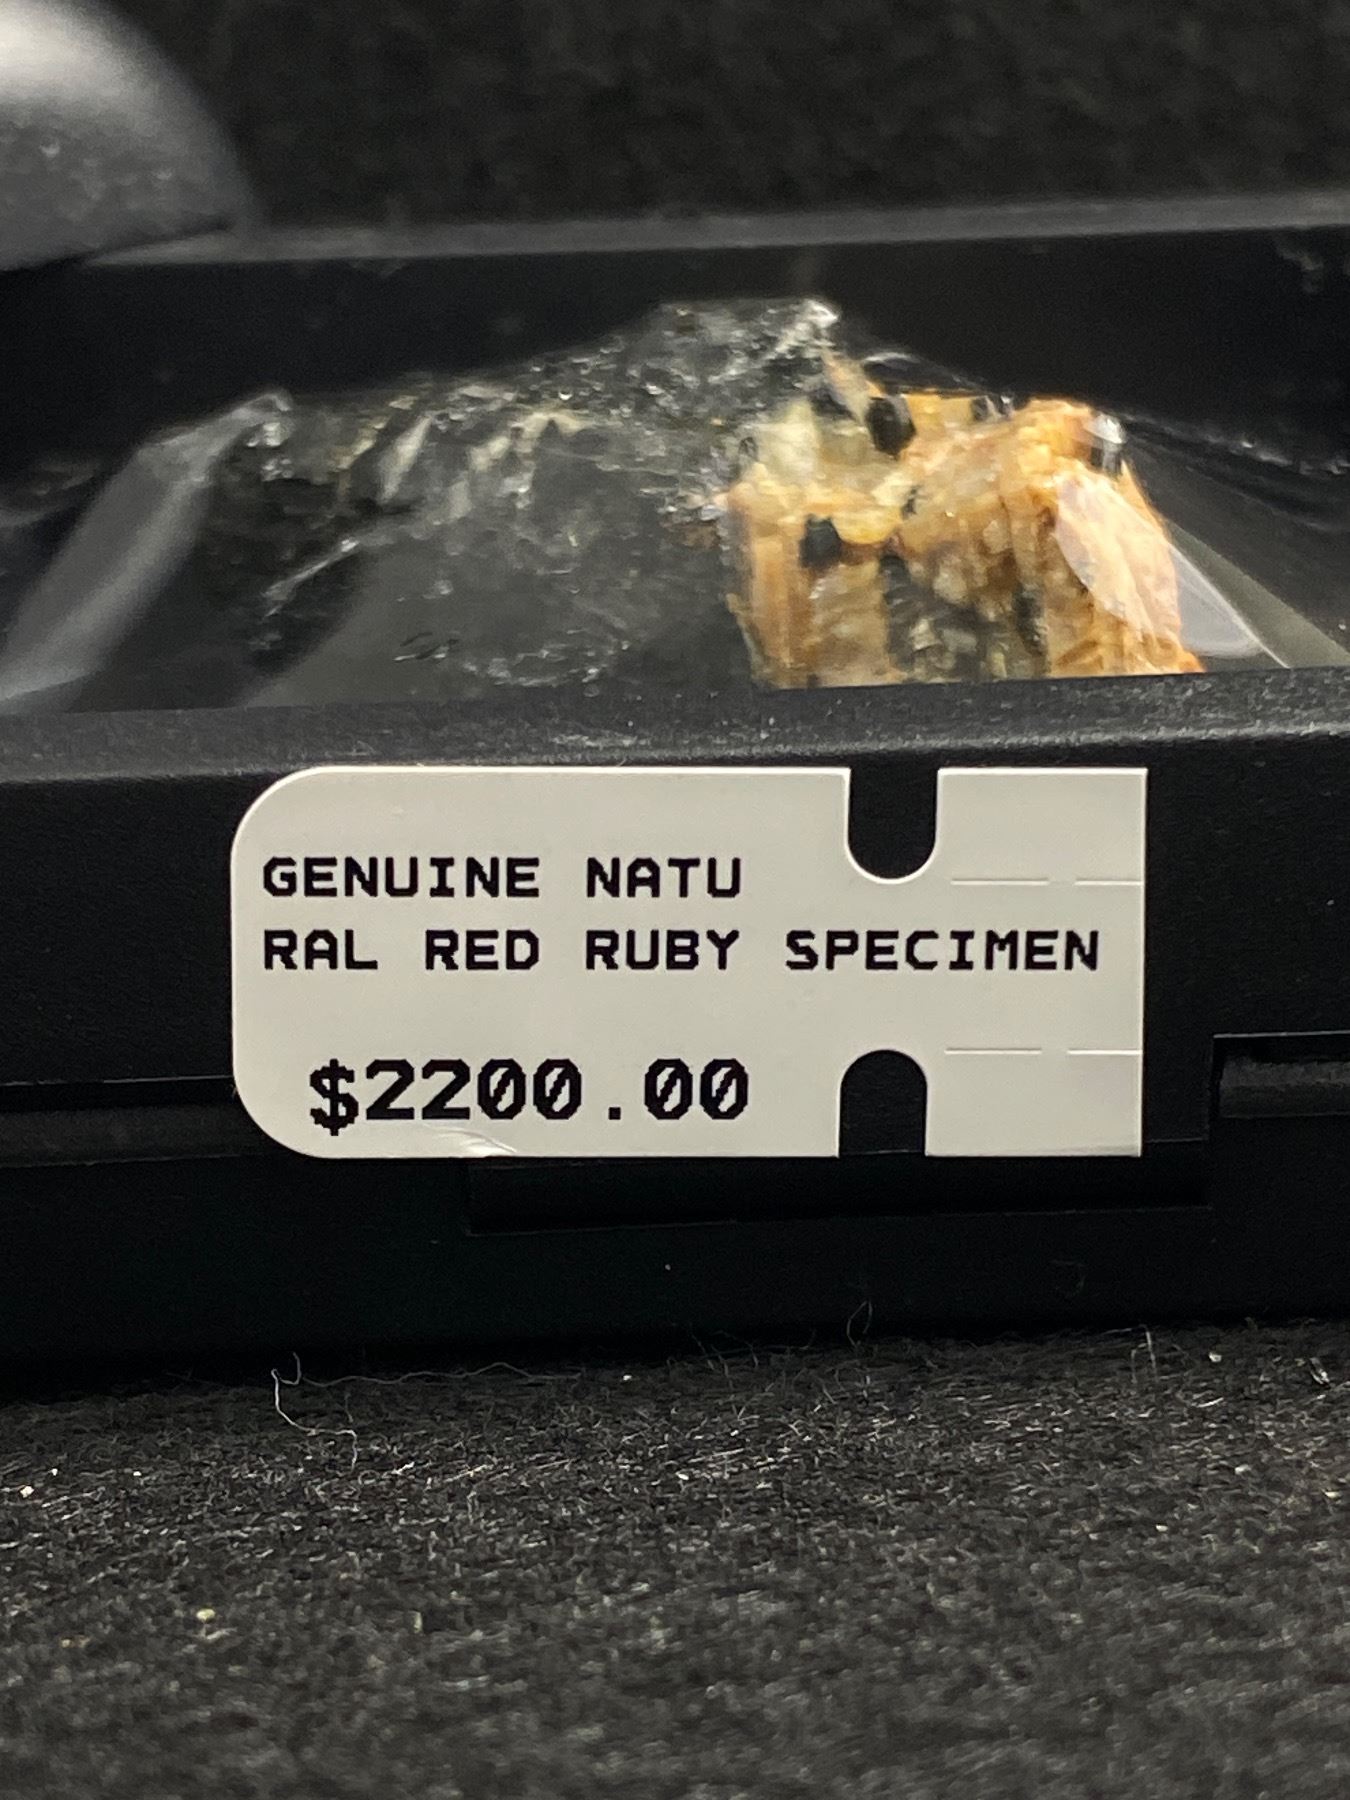 GENUINE NATU
RAL RED RUBY SPECIMEN
$2200.00